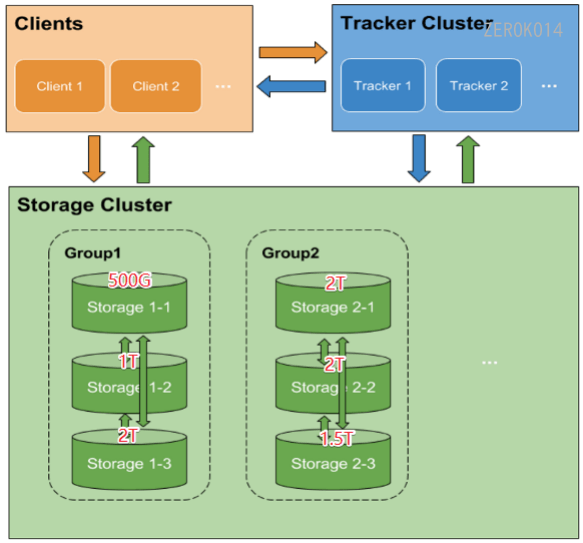 Clients
Tracker Cluster
ZEROK014
Client 1
Client 2
...
Tracker 1
Tracker 2
...
Storage Cluster
Group1
Group2
500G
Storage 1-1
2T
Storage 2-1
1T
Storage 1-2
2T
Storage 2-2
...
2T
Storage 1-3
1.5T
Storage 2-3